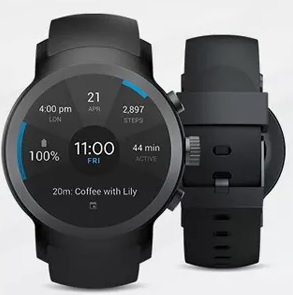 21
APR
4:00 pm
LON
2,897
STEPS
100%
11:00
FRI
44 min
ACTIVE
20m: Coffee with Lily